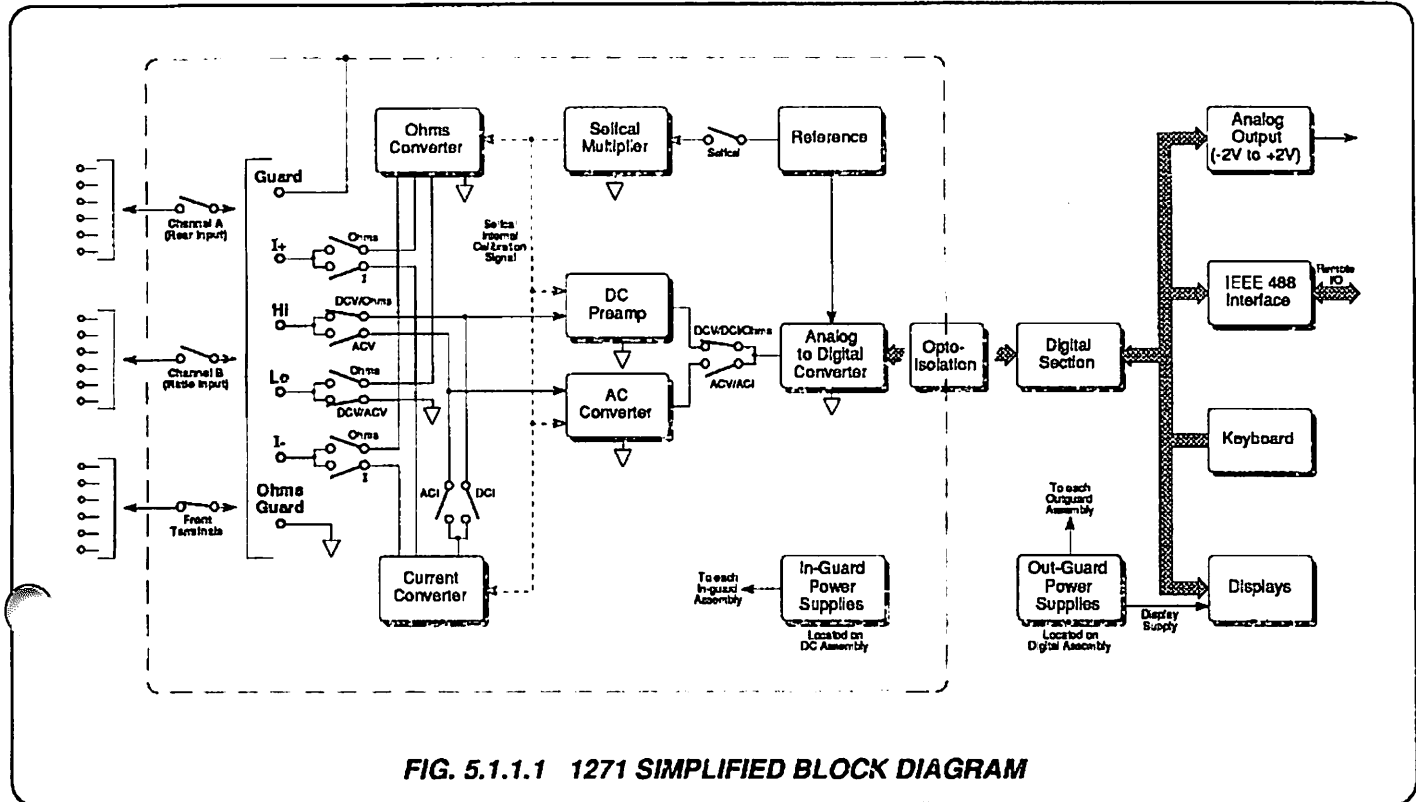 Ohms
Converter
Selfcal
Multiplier
Selfcal
Reference
Analog
Output
(-2V to +2V)
Guard
Channel A
(Rear Input)
I+
Ohms
I
Selfcal
Internal
Calibration
Signal
HI
DCV/Ohms
ACV
DC
Preamp
DCV/DCI/Ohms
ACV/ACI
Analog
to Digital
Converter
Opto-
Isolation
Digital
Section
IEEE 488
Interface
Remote
I/O
Channel B
(Ratio Input)
Lo
Ohms
DCV/ACV
AC
Converter
I-
Ohms
I
Keyboard
ACI
DCI
Ohms
Guard
Front
Terminals
To each
Outguard
Assembly
Current
Converter
To each
In-guard
Assembly
In-Guard
Power
Supplies
Located on
DC Assembly
Out-Guard
Power
Supplies
Located on
Digital Assembly
Display
Supply
Displays
FIG. 5.1.1.1 1271 SIMPLIFIED BLOCK DIAGRAM